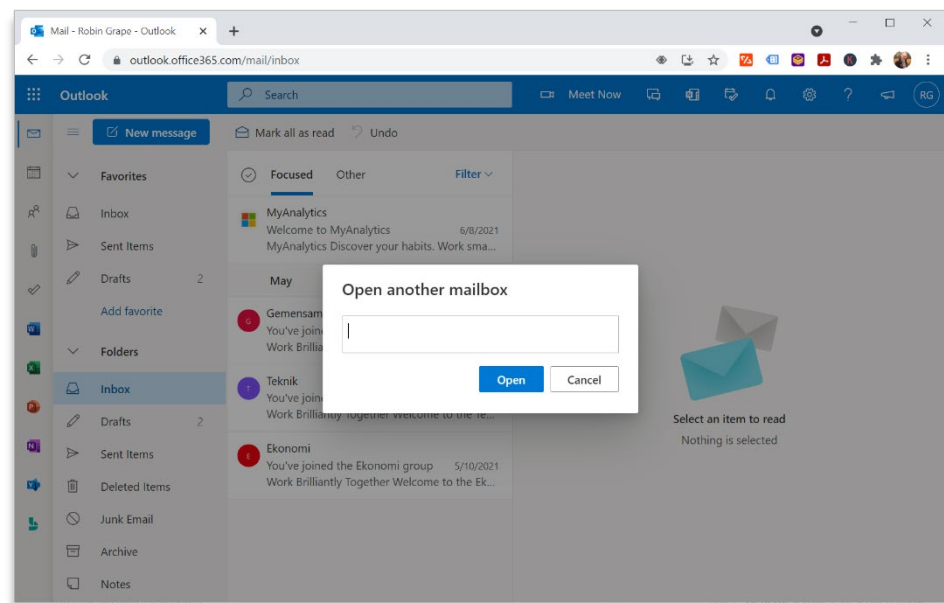 Mail - Robin Grape - Outlook
outlook.office365.com/mail/inbox
Outlook
Search
Meet Now
RG
New message
Mark all as read
Undo
Favorites
Inbox
Sent Items
Drafts 2
Add favorite
Folders
Inbox
Drafts 2
Sent Items
Deleted Items
Junk Email
Archive
Notes
Focused Other Filter
MyAnalytics
Welcome to MyAnalytics 6/8/2021
MyAnalytics Discover your habits. Work sma...
May
G
Gemensam
You've joine
Work Brillia
T
Teknik
You've joine
Work Brilliantly Together Welcome to the Te...
E
Ekonomi
You've joined the Ekonomi group 5/10/2021
Work Brilliantly Together Welcome to the Ek...
Open another mailbox
Open Cancel
Select an item to read
Nothing is selected